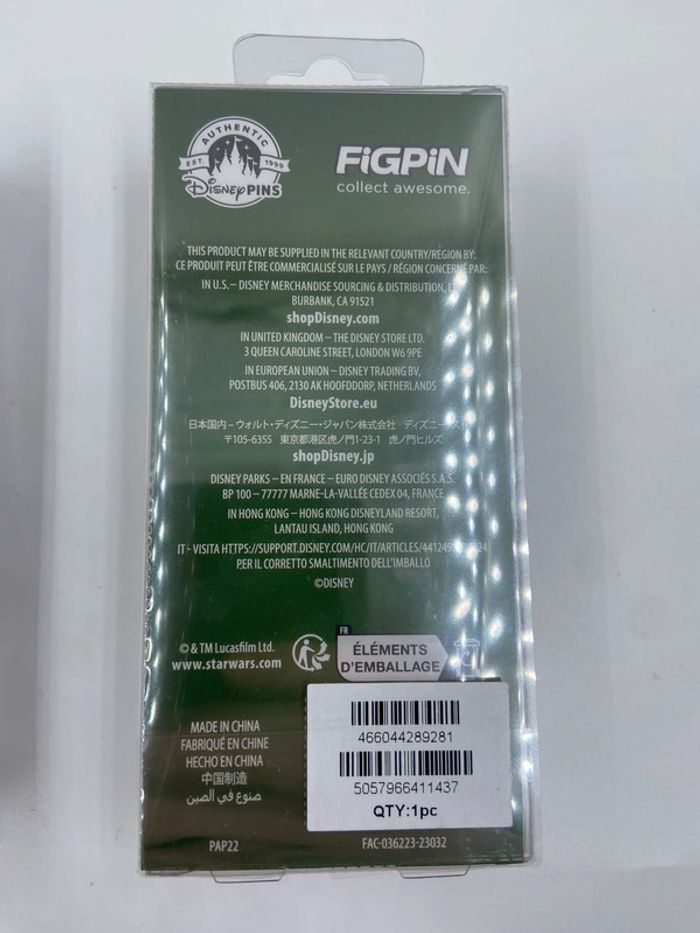 AUTHENTIC
EST. 1999
Disney PINS
FiGPiN
collect awesome.
THIS PRODUCT MAY BE SUPPLIED IN THE RELEVANT COUNTRY/REGION BY:
CE PRODUIT PEUT ÊTRE COMMERCIALISÉ SUR LE PAYS / RÉGION CONCERNÉ PAR:
IN U.S. – DISNEY MERCHANDISE SOURCING & DISTRIBUTION,
BURBANK, CA 91521
shopDisney.com
IN UNITED KINGDOM – THE DISNEY STORE LTD.
3 QUEEN CAROLINE STREET, LONDON W6 9PE
IN EUROPEAN UNION – DISNEY TRADING BV,
POSTBUS 406, 2130 AK HOOFDDORP, NETHERLANDS
DisneyStore.eu
日本国内 – ウォルト・ディズニー・ジャパン株式会社 ディズニー
〒105-6355 東京都港区虎ノ門1-23-1 虎ノ門ヒルズ
shopDisney.jp
DISNEY PARKS – EN FRANCE – EURO DISNEY ASSOCIÉS S.A.S.
BP 100 – 77777 MARNE-LA-VALLÉE CEDEX 04, FRANCE
IN HONG KONG – HONG KONG DISNEYLAND RESORT,
LANTAU ISLAND, HONG KONG
IT - VISITA
PER IL CORRETTO SMALTIMENTO DELL'IMBALLO
©DISNEY
© & TM Lucasfilm Ltd.
www.starwars.com
FR
ÉLÉMENTS
D'EMBALLAGE
466044289281
5057966411437
QTY:1pc
MADE IN CHINA
FABRIQUÉ EN CHINE
HECHO EN CHINA
中国制造
صنوع في الصين
PAP22
FAC-036223-23032